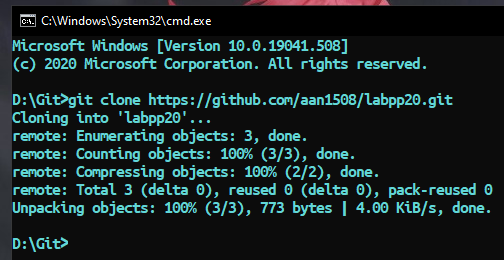 C:\Windows\System32\cmd.exe
Microsoft Windows [Version 10.0.19041.508]
(c) 2020 Microsoft Corporation. All rights reserved.
D:\Git>git clone https://github.com/aan1508/labpp20.git
Cloning into 'labpp20'...
remote: Enumerating objects: 3, done.
remote: Counting objects: 100% (3/3), done.
remote: Compressing objects: 100% (2/2), done.
remote: Total 3 (delta 0), reused 0 (delta 0), pack-reused 0
Unpacking objects: 100% (3/3), 773 bytes | 4.00 KiB/s, done.
D:\Git>